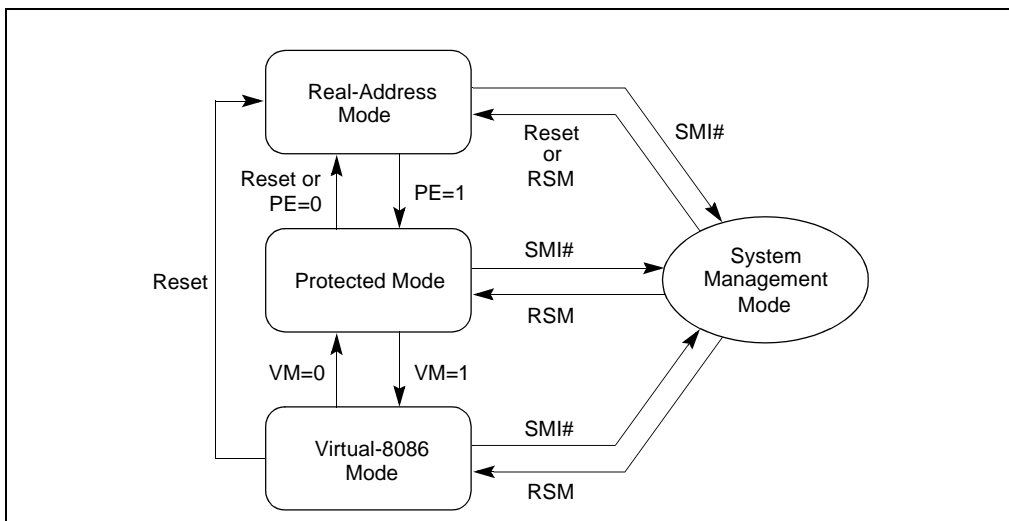 Real-Address
Mode
SMI#
Reset
or
RSM
Reset or
PE=0
PE=1
System
Management
Mode
SMI#
Protected Mode
Reset
RSM
VM=0
VM=1
SMI#
Virtual-8086
Mode
RSM